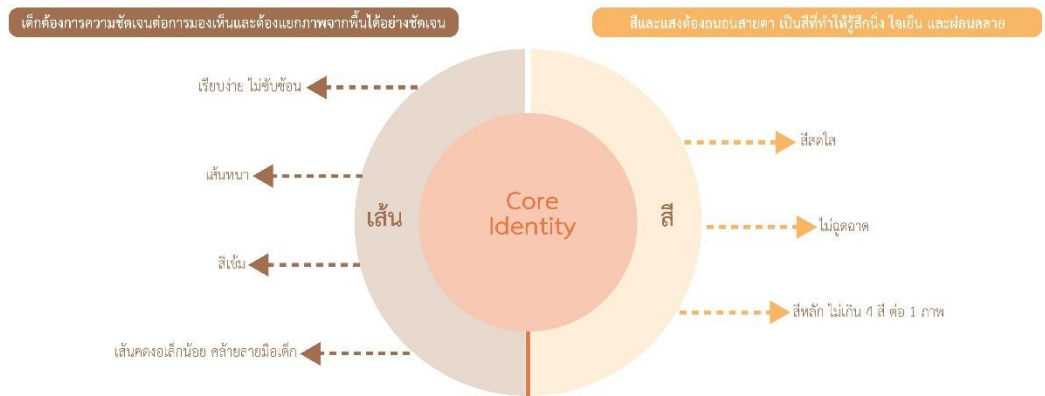 เด็กต้องการความชัดเจนต่อการมองเห็นและต้องแยกภาพจากพื้นได้อย่างชัดเจน
สีและแสงต้องถนอมสายตา เป็นสีที่ทำให้รู้สึกนิ่ง ใจเย็น และผ่อนคลาย
เรียบง่าย ไม่ซับซ้อน
เส้นหนา
สีเข้ม
เส้นคดงอเล็กน้อย คล้ายลายมือเด็ก
เส้น
Core
Identity
สี
สีสดใส
ไม่ฉูดฉาด
สีหลัก ไม่เกิน 4 สี ต่อ 1 ภาพ